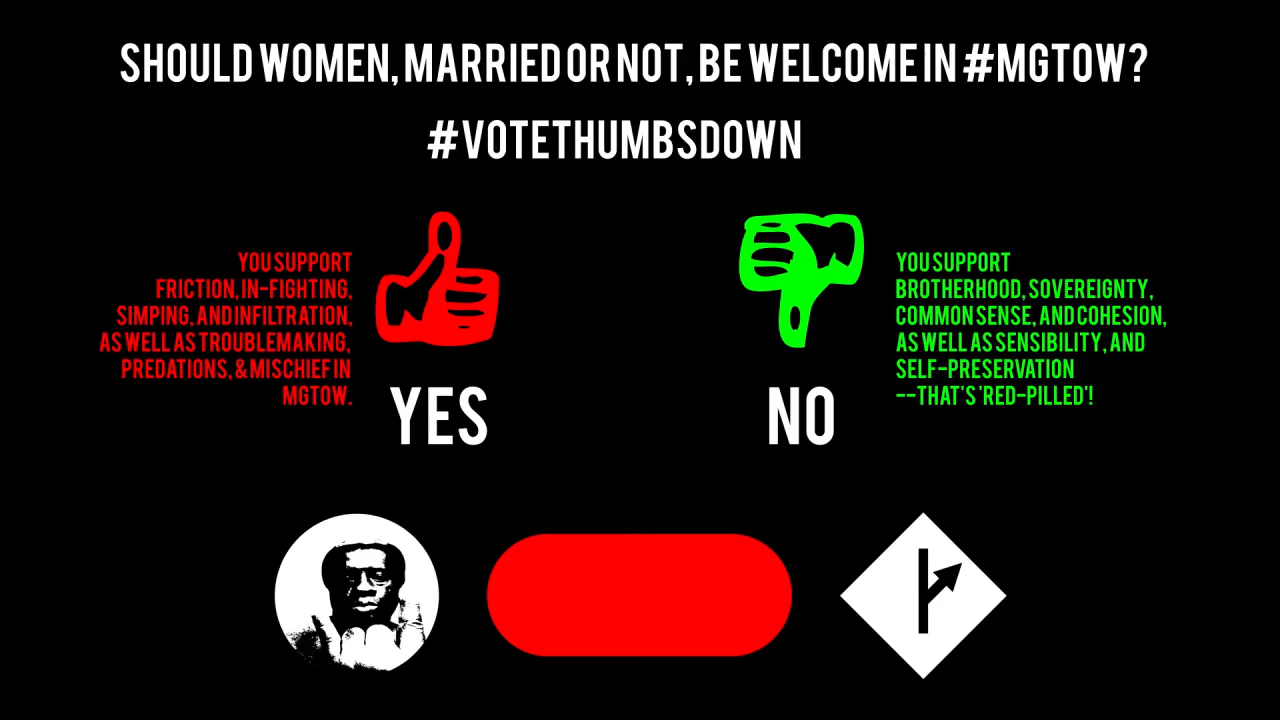 SHOULD WOMEN, MARRIED OR NOT, BE WELCOME IN #MGTOW?
#VOTETHUMBSDOWN
YOU SUPPORT
FRICTION, IN-FIGHTING,
SIMPING, AND INFILTRATION,
AS WELL AS TROUBLEMAKING,
PREDATIONS, & MISCHIEF IN
MGTOW.
YES
YOU SUPPORT
BROTHERHOOD, SOVEREIGNTY,
COMMON SENSE, AND COHESION,
AS WELL AS SENSIBILITY, AND
SELF-PRESERVATION
--THAT'S 'RED-PILLED'!
NO